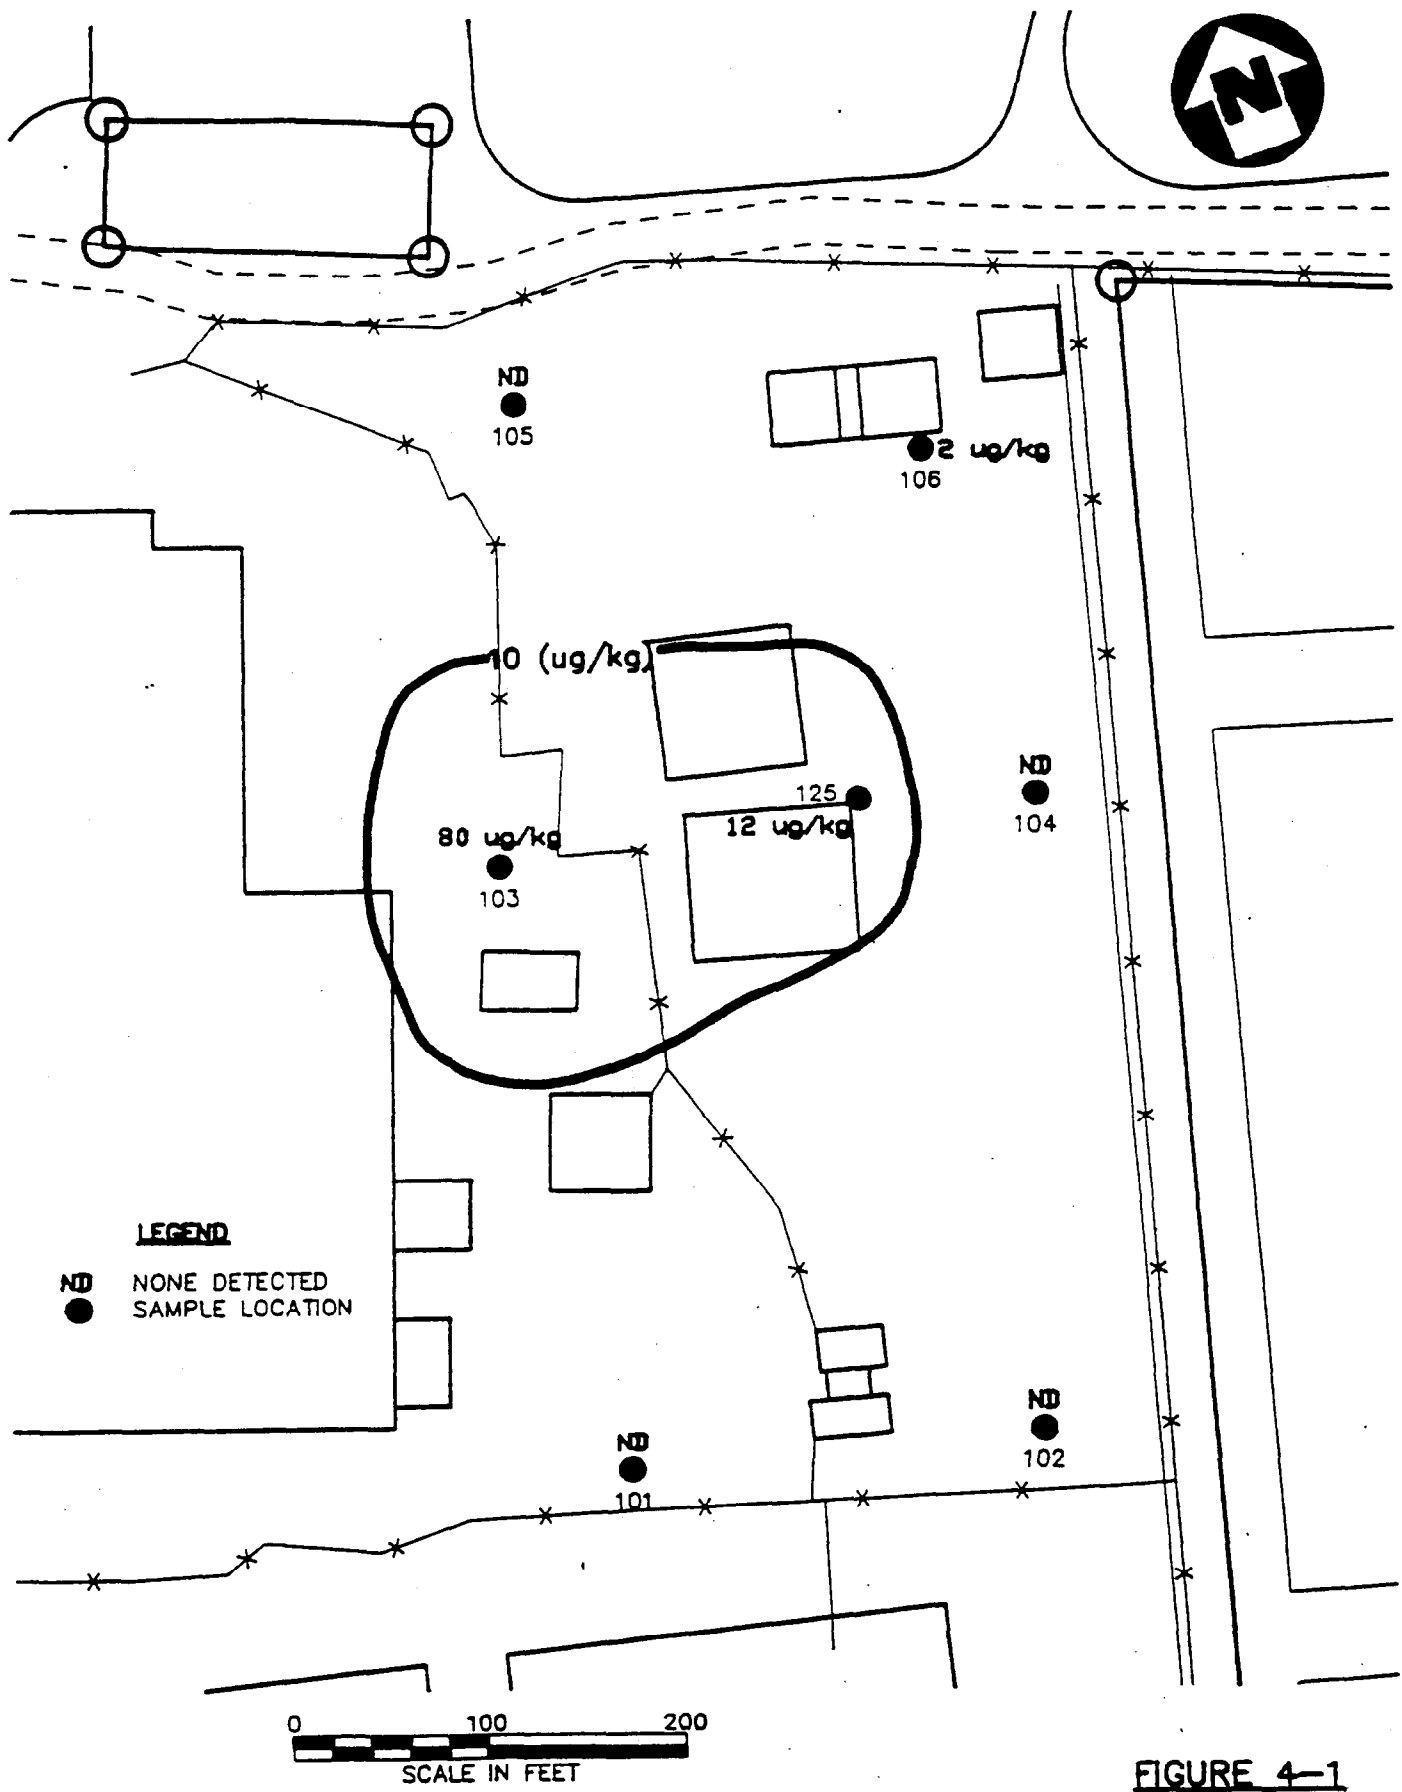 N
ND
105
2 ug/kg
106
10 (ug/kg)
ND
104
125
12 ug/kg
80 ug/kg
103
LEGEND
ND NONE DETECTED
SAMPLE LOCATION
ND
102
ND
101
0 100 200
SCALE IN FEET
FIGURE 4-1